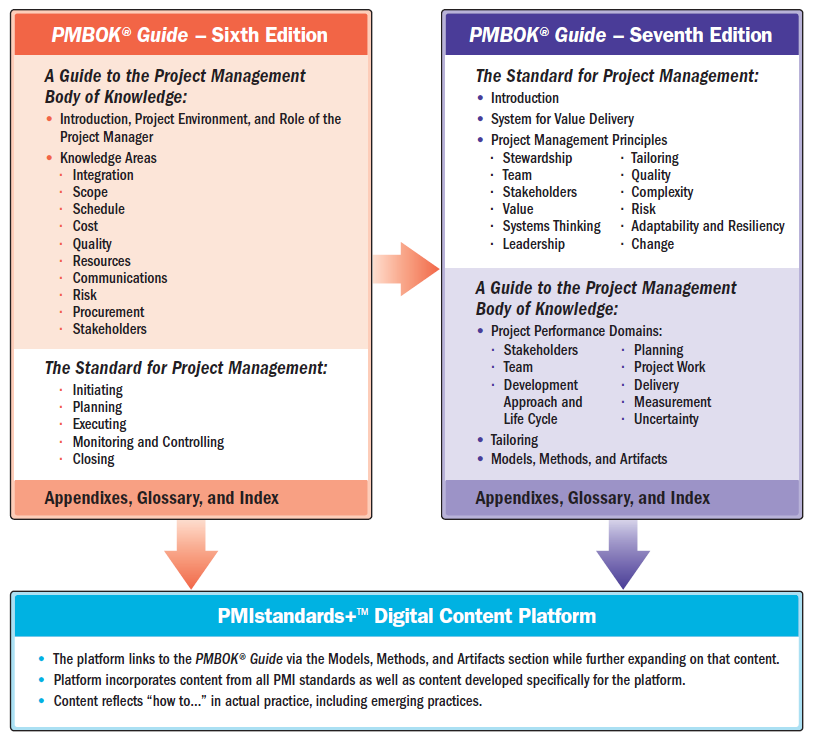 PMBOK® Guide – Sixth Edition
A Guide to the Project Management
Body of Knowledge:
• Introduction, Project Environment, and Role of the
Project Manager
• Knowledge Areas
· Integration
· Scope
· Schedule
· Cost
· Quality
· Resources
· Communications
· Risk
· Procurement
· Stakeholders
The Standard for Project Management:
· Initiating
· Planning
· Executing
· Monitoring and Controlling
· Closing
Appendixes, Glossary, and Index
PMBOK® Guide – Seventh Edition
The Standard for Project Management:
• Introduction
• System for Value Delivery
• Project Management Principles
· Stewardship
· Team
· Stakeholders
· Value
· Systems Thinking
· Leadership
· Tailoring
· Quality
· Complexity
· Risk
· Adaptability and Resiliency
· Change
A Guide to the Project Management
Body of Knowledge:
• Project Performance Domains:
· Stakeholders
· Team
· Development
Approach and
Life Cycle
· Planning
· Project Work
· Delivery
· Measurement
· Uncertainty
• Tailoring
• Models, Methods, and Artifacts
Appendixes, Glossary, and Index
PMIstandards+™ Digital Content Platform
• The platform links to the PMBOK® Guide via the Models, Methods, and Artifacts section while further expanding on that content.
• Platform incorporates content from all PMI standards as well as content developed specifically for the platform.
• Content reflects “how to...” in actual practice, including emerging practices.